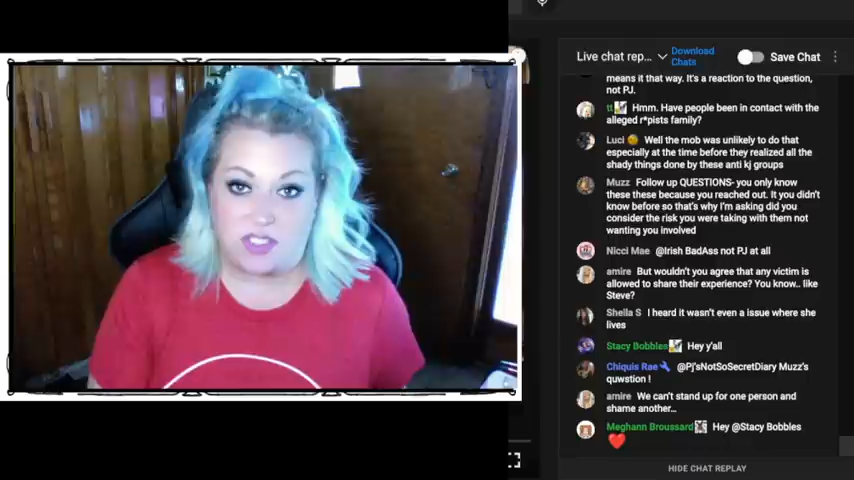 Live chat rep...
Download
Chats
Save Chat
means it that way. It's a reaction to the question,
not PJ.
tt Hmm. Have people been in contact with the
alleged r*pists family?
Luci Well the mob was unlikely to do that
especially at the time before they realized all the
shady things done by these anti kj groups
Muzz Follow up QUESTIONS- you only know
these these because you reached out. It you didn't
know before so that's why I'm asking did you
consider the risk you were taking with them not
wanting you involved
Nicci Mae @Irish BadAss not PJ at all
amire But wouldn't you agree that any victim is
allowed to share their experience? You know.. like
Steve?
Sheila S I heard it wasn't even a issue where she
lives
Stacy Bobbles Hey y'all
Chiquis Rae @Pj'sNotSoSecretDiary Muzz's
quwstion !
amire We can't stand up for one person and
shame another...
Meghann Broussard Hey @Stacy Bobbles
HIDE CHAT REPLAY